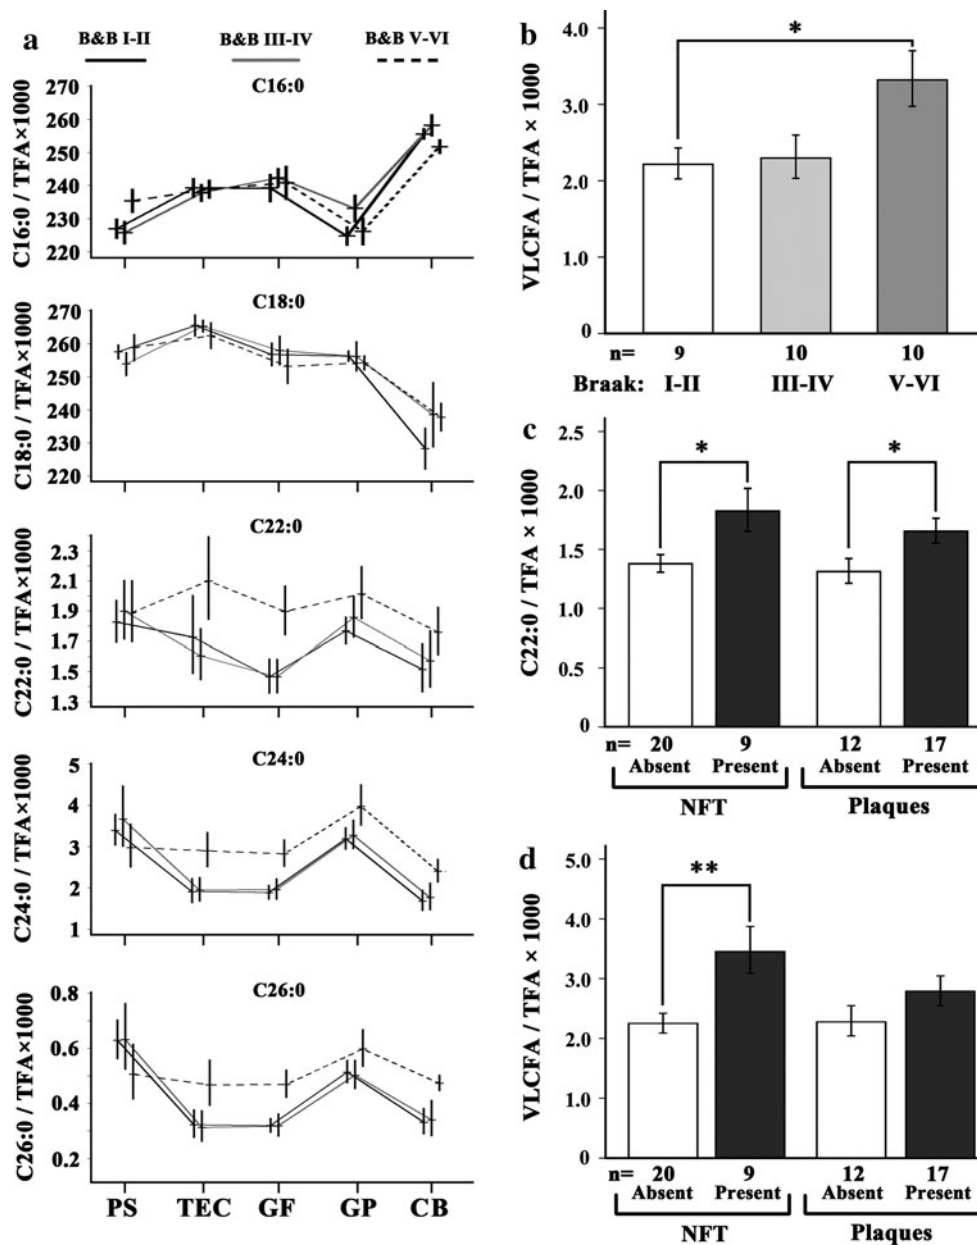 a
B&B I-II B&B III-IV B&B V-VI
C16:0
C16:0 / TFA×1000
270
260
250
240
230
220
C18:0
C18:0 / TFA×1000
270
260
250
240
230
220
C22:0
C22:0 / TFA×1000
2.3
2.1
1.9
1.7
1.5
1.3
C24:0
C24:0 / TFA×1000
5
4
3
2
1
C26:0
C26:0 / TFA×1000
0.8
0.6
0.4
0.2
PS TEC GF GP CB
b
VLCFA / TFA × 1000
4.0
3.0
2.0
1.0
0
*
n= 9 10 10
Braak: I-II III-IV V-VI
c
C22:0 / TFA × 1000
2.5
2.0
1.5
1.0
0.5
0
* *
n= 20 9 12 17
Absent Present Absent Present
NFT Plaques
d
VLCFA / TFA × 1000
5.0
4.0
3.0
2.0
1.0
0
**
n= 20 9 12 17
Absent Present Absent Present
NFT Plaques